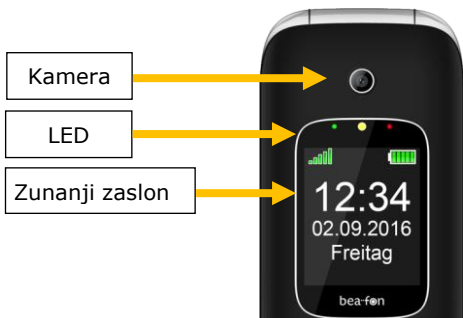 Kamera
LED
Zunanji zaslon
12:34
02.09.2016
Freitag
bea-fon